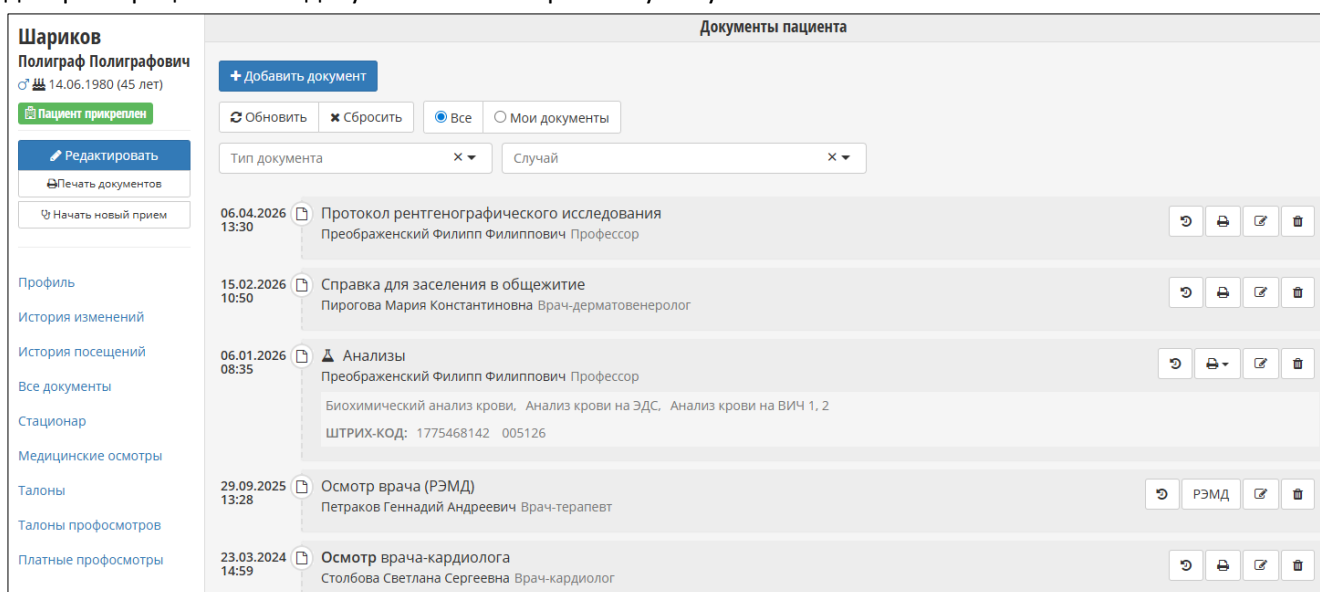 Шариков
Полиграф Полиграфович
14.06.1980 (45 лет)
Пациент прикреплен
Редактировать
Печать документов
Начать новый прием
Профиль
История изменений
История посещений
Все документы
Стационар
Медицинские осмотры
Талоны
Талоны профосмотров
Платные профосмотры
Документы пациента
Добавить документ
Обновить Сбросить Все Мои документы
Тип документа Случай
06.04.2026 Протокол рентгенографического исследования
13:30 Преображенский Филипп Филиппович Профессор
15.02.2026 Справка для заселения в общежитие
10:50 Пирогова Мария Константиновна Врач-дерматовенеролог
06.01.2026 Анализы
08:35 Преображенский Филипп Филиппович Профессор
Биохимический анализ крови, Анализ крови на ЭДС, Анализ крови на ВИЧ 1, 2
ШТРИХ-КОД: 1775468142 005126
29.09.2025 Осмотр врача (РЭМД)
13:28 Петраков Геннадий Андреевич Врач-терапевт
РЭМД
23.03.2024 Осмотр врача-кардиолога
14:59 Столбова Светлана Сергеевна Врач-кардиолог